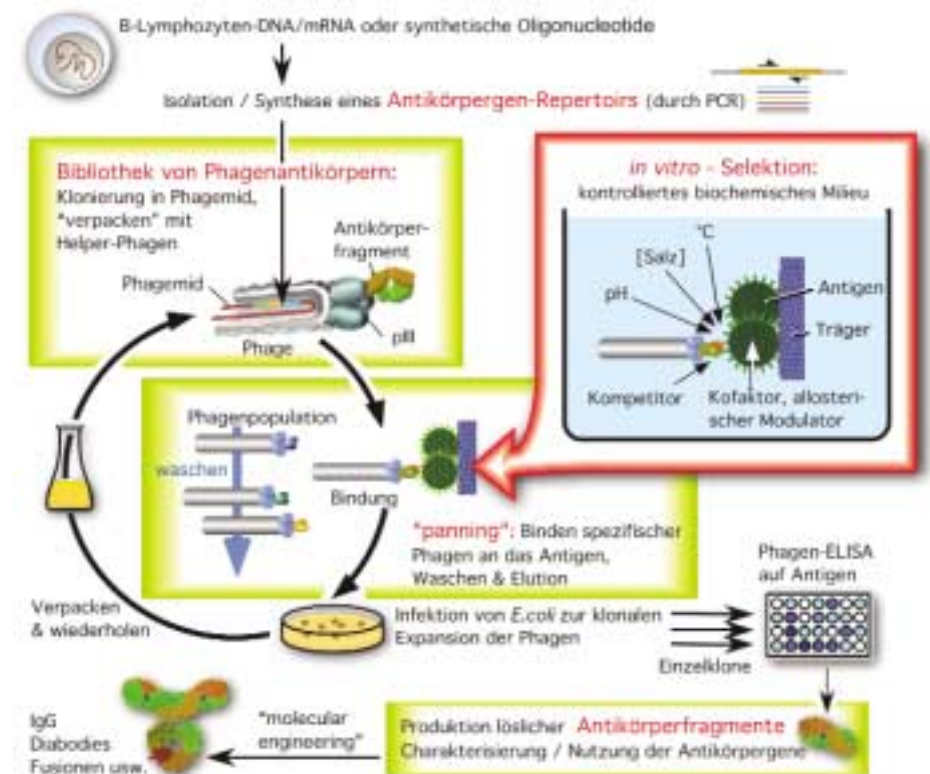 B-Lymphozyten-DNA/mRNA oder synthetische Oligonucleotide
Isolation / Synthese eines Antikörpergen-Repertoirs (durch PCR)
Bibliothek von Phagenantikörpern:
Klonierung in Phagemid,
"verpacken" mit
Helper-Phagen
Antikörper-
fragment
Phagemid
pIII
Phage
in vitro - Selektion:
kontrolliertes biochemisches Milieu
°C
[Salz]
pH
Antigen
Träger
Kompetitor
Kofaktor, allosteri-
scher Modulator
Phagenpopulation
waschen
Bindung
"panning": Binden spezifischer
Phagen an das Antigen,
Waschen & Elution
Phagen-ELISA
auf Antigen
Verpacken
& wiederholen
Infektion von E.coli zur klonalen
Expansion der Phagen
Einzelklone
IgG
Diabodies
Fusionen usw.
"molecular
engineering"
Produktion löslicher Antikörperfragmente
Charakterisierung / Nutzung der Antikörpergene